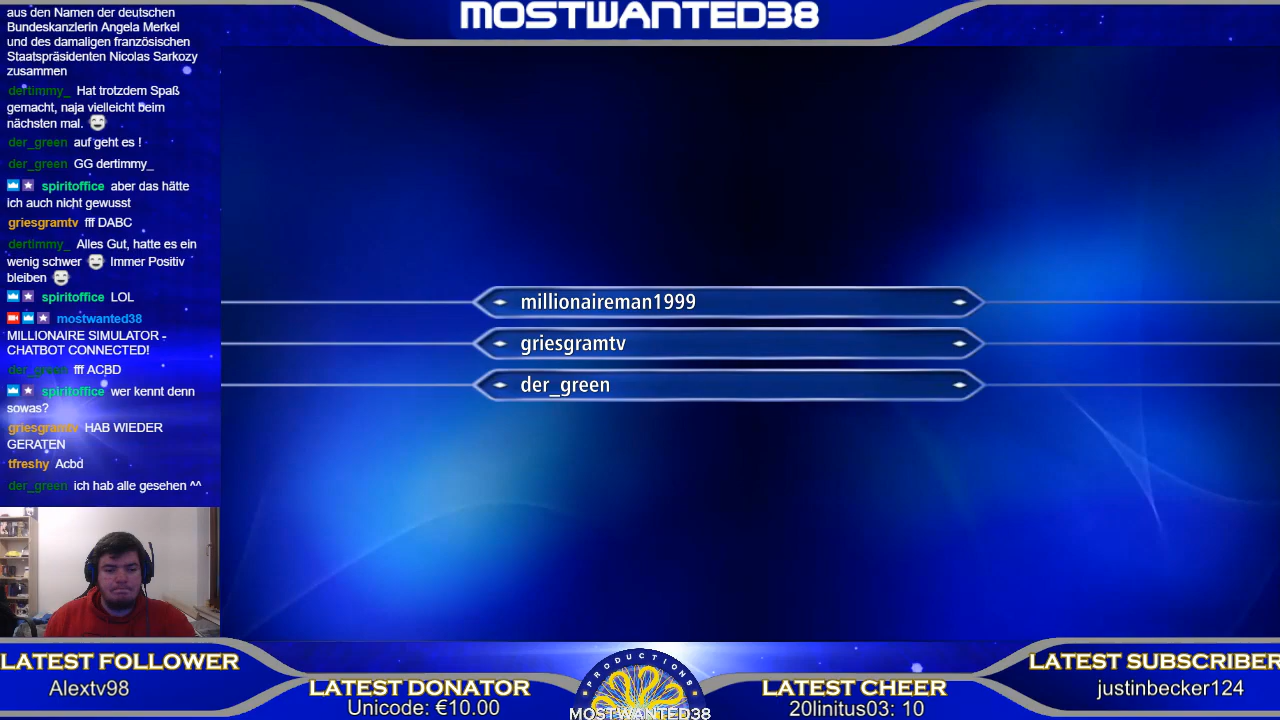 MOSTWANTED38
aus den Namen der deutschen
Bundeskanzlerin Angela Merkel
und des damaligen französischen
Staatspräsidenten Nicolas Sarkozy
zusammen
dertimmy_ Hat trotzdem Spaß
gemacht, naja vielleicht beim
nächsten mal.
der_green auf geht es !
der_green GG dertimmy_
spiritoffice aber das hätte
ich auch nicht gewusst
griesgramtv fff DABC
dertimmy_ Alles Gut, hatte es ein
wenig schwer Immer Positiv
bleiben
spiritoffice LOL
mostwanted38
MILLIONAIRE SIMULATOR -
CHATBOT CONNECTED!
der_green fff ACBD
spiritoffice wer kennt denn
sowas?
griesgramtv HAB WIEDER
GERATEN
tfreshy Acbd
der_green ich hab alle gesehen ^^
millionaireman1999
griesgramtv
der_green
LATEST FOLLOWER
Alextv98
LATEST DONATOR
Unicode: €10.00
PRODUCTIONS
MOSTWANTED38
LATEST CHEER
20linitus03: 10
LATEST SUBSCRIBER
justinbecker124